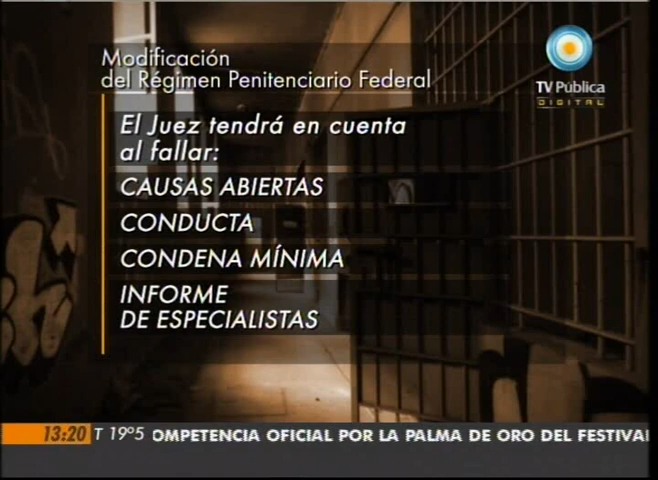 Modificación
del Régimen Penitenciario Federal
TV Pública
DIGITAL
El Juez tendrá en cuenta
al fallar:
CAUSAS ABIERTAS
CONDUCTA
CONDENA MÍNIMA
INFORME
DE ESPECIALISTAS
13:20 T 19º5 OMPETENCIA OFICIAL POR LA PALMA DE ORO DEL FESTIVAL